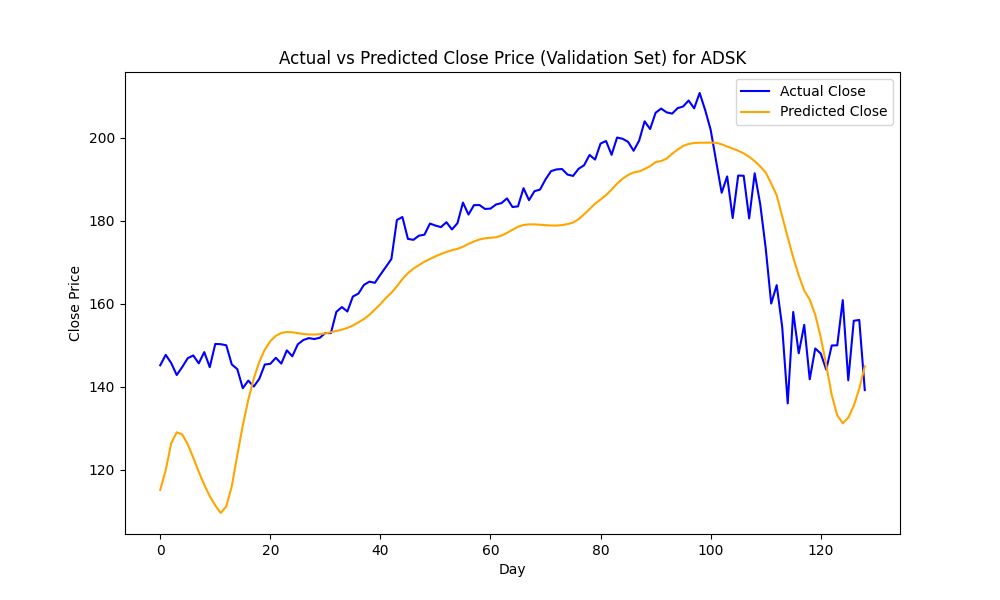 Actual vs Predicted Close Price (Validation Set) for ADSK
Actual Close
Predicted Close
Close Price
200
180
160
140
120
0 20 40 60 80 100 120
Day